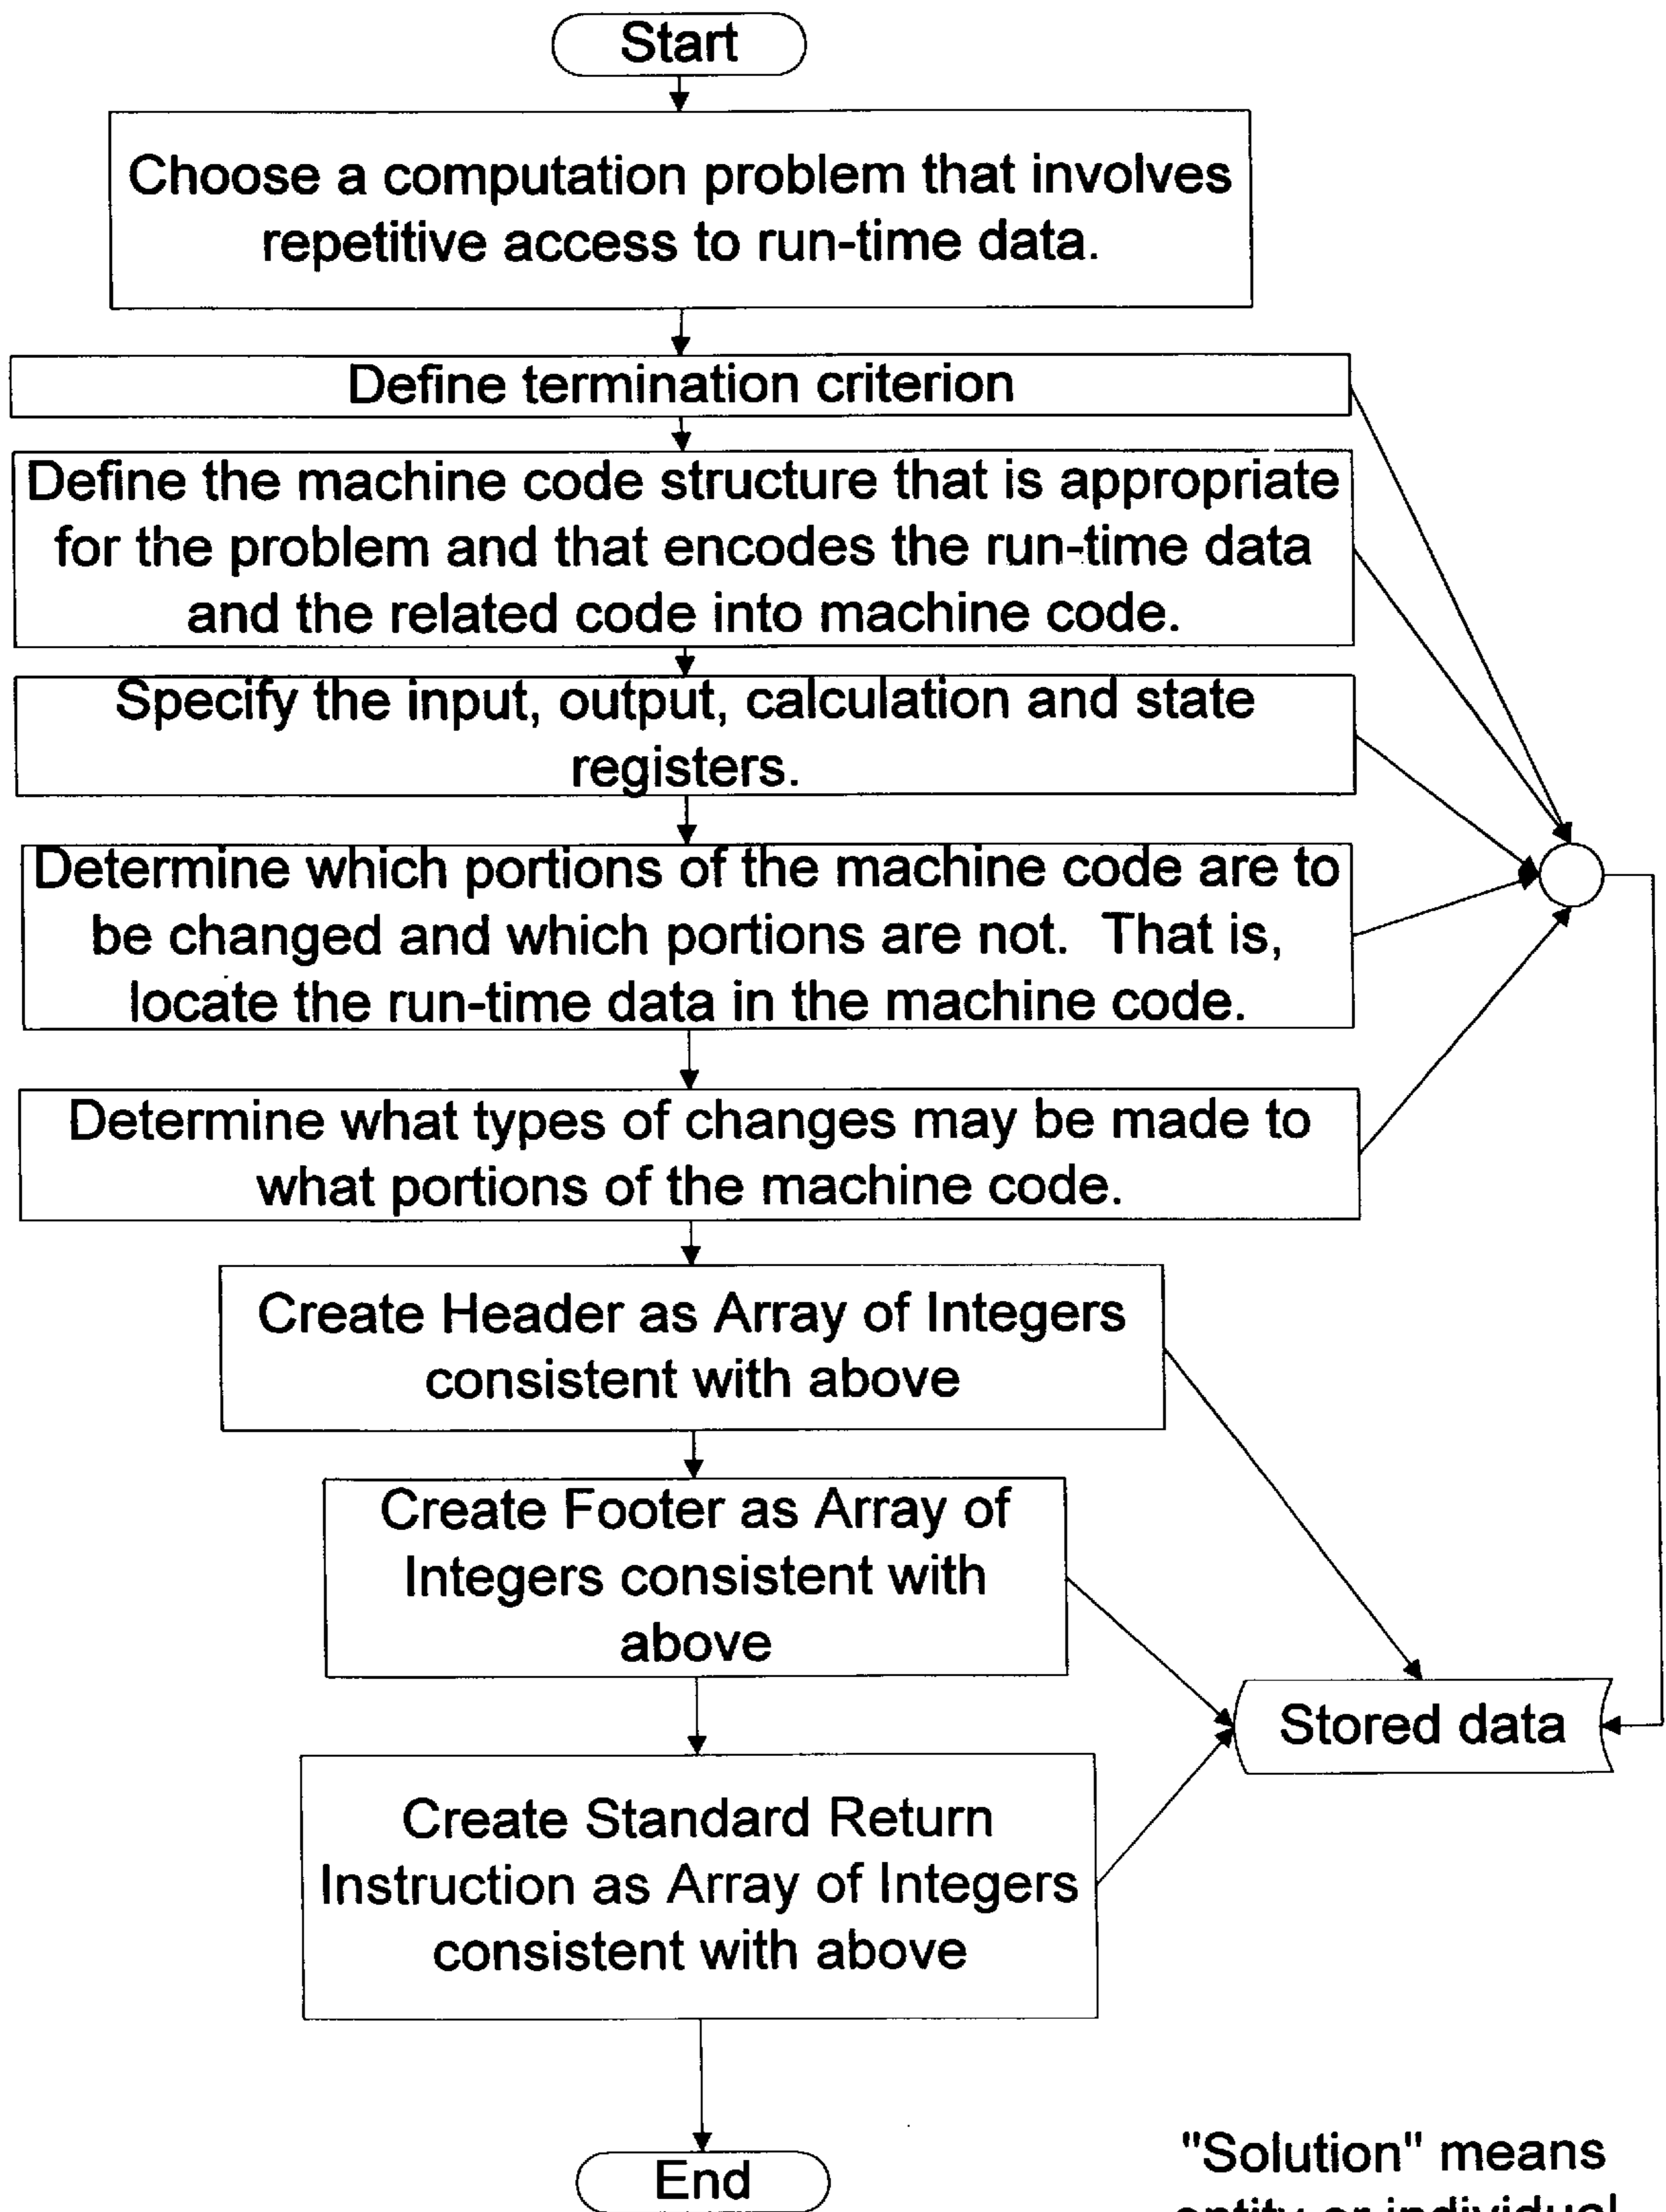 Start
Choose a computation problem that involves
repetitive access to run-time data.
Define termination criterion
Define the machine code structure that is appropriate
for the problem and that encodes the run-time data
and the related code into machine code.
Specify the input, output, calculation and state
registers.
Determine which portions of the machine code are to
be changed and which portions are not. That is,
locate the run-time data in the machine code.
Determine what types of changes may be made to
what portions of the machine code.
Create Header as Array of Integers
consistent with above
Create Footer as Array of
Integers consistent with
above
Stored data
Create Standard Return
Instruction as Array of Integers
consistent with above
End
"Solution" means
entity or individual